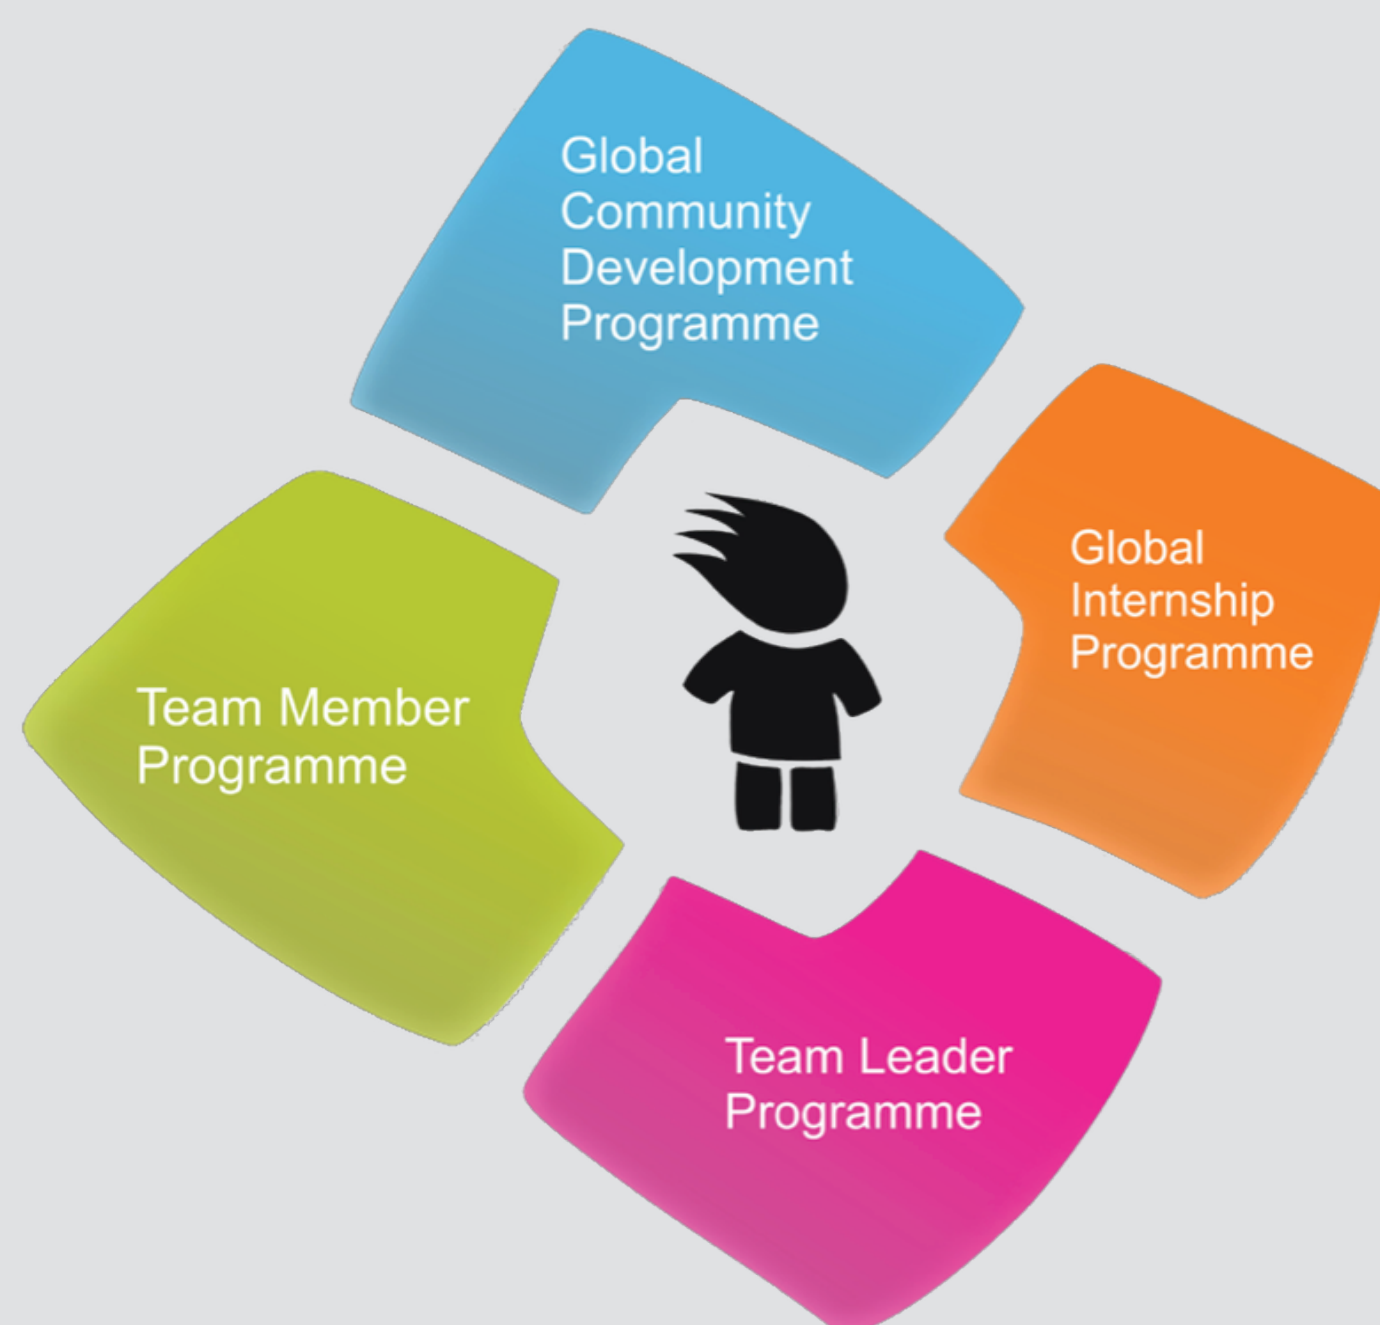 Global
Community
Development
Programme
Global
Internship
Programme
Team Member
Programme
Team Leader
Programme